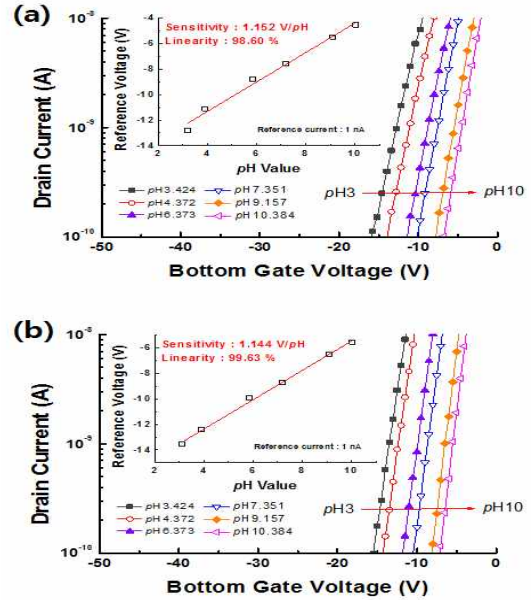 (a)
Drain Current (A)
10⁻⁸
10⁻⁹
10⁻¹⁰
Reference Voltage (V)
-4
-6
-8
-10
-12
-14
Sensitivity : 1.152 V/pH
Linearity : 98.60 %
Reference current : 1 nA
2 4 6 8 10
pH Value
pH3.424 pH7.351
pH4.372 pH9.157
pH6.373 pH10.384
pH3 pH10
-50 -40 -30 -20 -10 0
Bottom Gate Voltage (V)
(b)
Drain Current (A)
10⁻⁸
10⁻⁹
10⁻¹⁰
Reference Voltage (V)
-6
-8
-10
-12
-14
Sensitivity : 1.144 V/pH
Linearity : 99.63 %
Reference current : 1 nA
2 4 6 8 10
pH Value
pH3.424 pH7.351
pH4.372 pH9.157
pH6.373 pH10.384
pH3 pH10
-50 -40 -30 -20 -10 0
Bottom Gate Voltage (V)